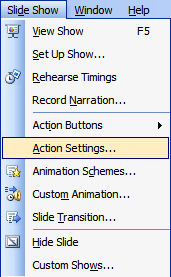 Slide Show Window Help
View Show F5
Set Up Show...
Rehearse Timings
Record Narration...
Action Buttons
Action Settings...
Animation Schemes...
Custom Animation...
Slide Transition...
Hide Slide
Custom Shows...